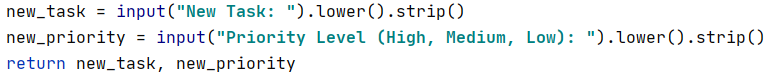 new_task = input("New Task: ").lower().strip()
new_priority = input("Priority Level (High, Medium, Low): ").lower().strip()
return new_task, new_priority